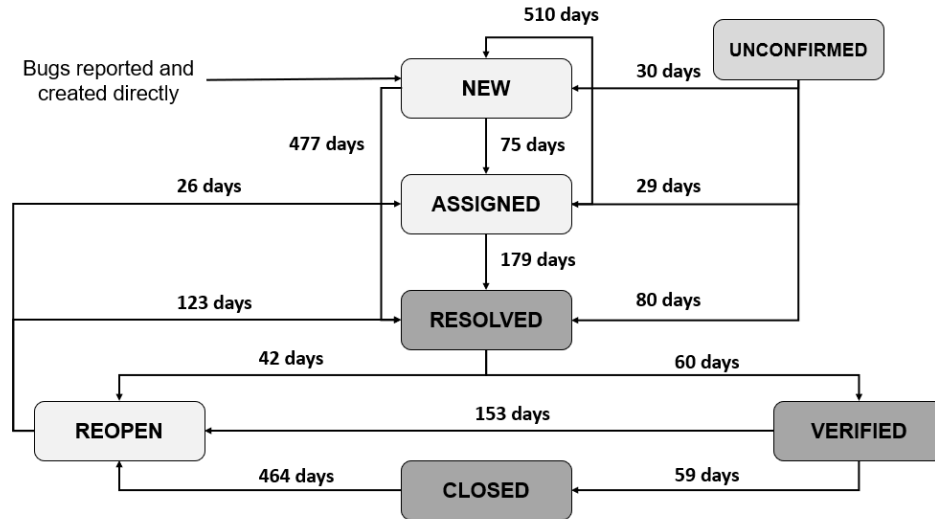 510 days
UNCONFIRMED
Bugs reported and
created directly
NEW
30 days
477 days
75 days
26 days
ASSIGNED
29 days
179 days
123 days
RESOLVED
80 days
42 days
60 days
REOPEN
153 days
VERIFIED
464 days
CLOSED
59 days